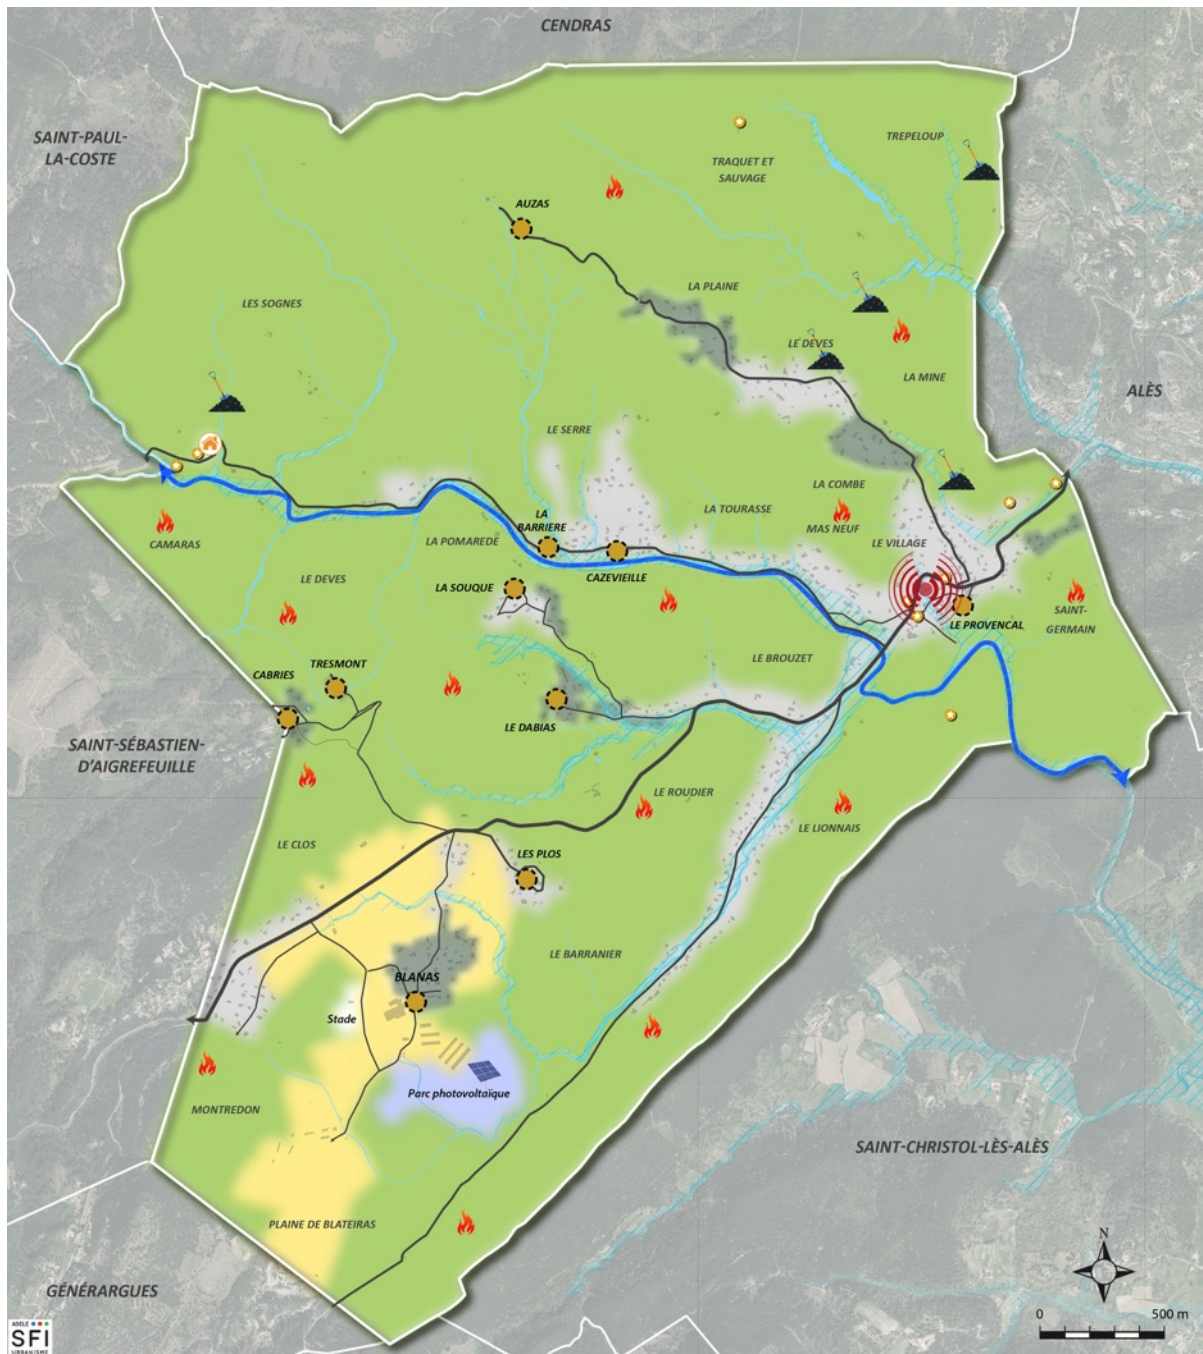 CENDRAS
SAINT-PAUL-
LA-COSTE
TREPELOUP
TRAQUET ET
SAUVAGE
AUZAS
LA PLAINE
LES SOGNES
LE DEVES
LA MINE
ALÈS
LE SERRE
LA COMBE
LA TOURASSE
MAS NEUF
LE VILLAGE
LA
BARRIERE
CAMARAS
LA POMAREDE
CAZEVIEILLE
LE DEVES
LA SOUQUE
SAINT-
GERMAIN
LE PROVENCAL
LE BROUZET
TRESMONT
CABRIES
LE DABIAS
SAINT-SÉBASTIEN-
D'AIGREFEUILLE
LE ROUDIER
LE LIONNAIS
LE CLOS
LES PLOS
LE BARRANIER
BLANAS
Stade
Parc photovoltaïque
MONTREDON
SAINT-CHRISTOL-LÈS-ALÈS
PLAINE DE BLATEIRAS
GÉNÉRARGUES
N
0 500 m
ADELE
SFI
URBANISME